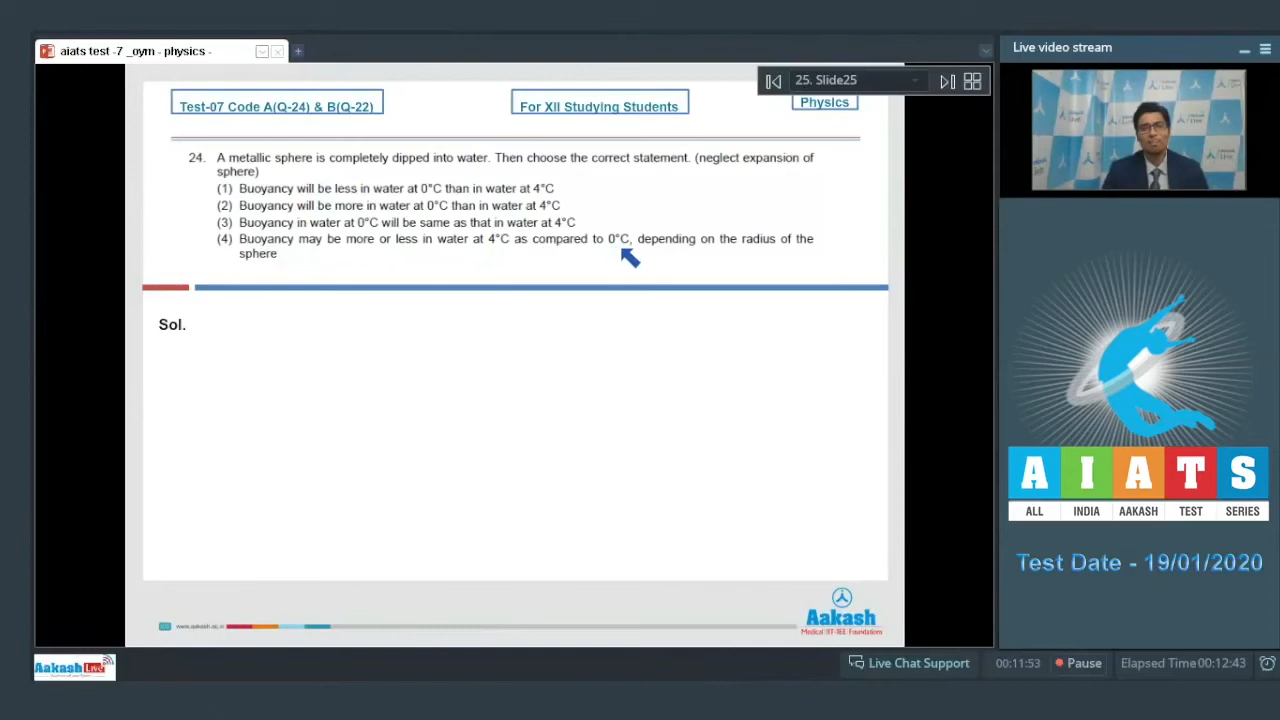 aiats test -7 _oym - physics -
Live video stream
25. Slide25
Test-07 Code A(Q-24) & B(Q-22)
For XII Studying Students
Physics
24. A metallic sphere is completely dipped into water. Then choose the correct statement. (neglect expansion of
sphere)
(1) Buoyancy will be less in water at 0°C than in water at 4°C
(2) Buoyancy will be more in water at 0°C than in water at 4°C
(3) Buoyancy in water at 0°C will be same as that in water at 4°C
(4) Buoyancy may be more or less in water at 4°C as compared to 0°C, depending on the radius of the
sphere
Sol.
A I A T S
ALL INDIA AAKASH TEST SERIES
Test Date - 19/01/2020
www.aakash.ac.in
Aakash
Medical IIT-JEE Foundations
Aakash Live
Live Chat Support
00:11:53
Pause
Elapsed Time 00:12:43